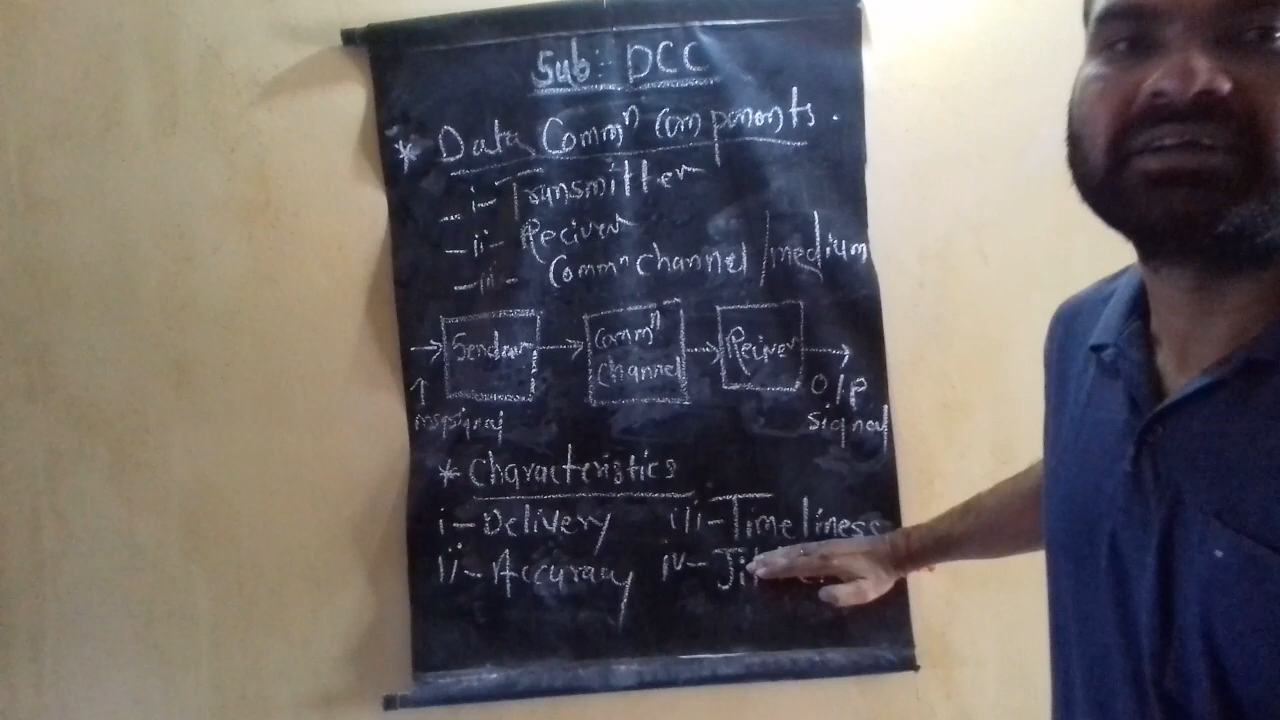 Sub:- DCC
* Data Commⁿ Components.
- i- Transmitter
- ii- Reciver
- iii- Commⁿ channel / medium
Sender
Commⁿ channel
Reciver
msgsignal
O/P signal
* Characteristics
i- Delivery iii- Timeliness
ii- Accuracy iv-